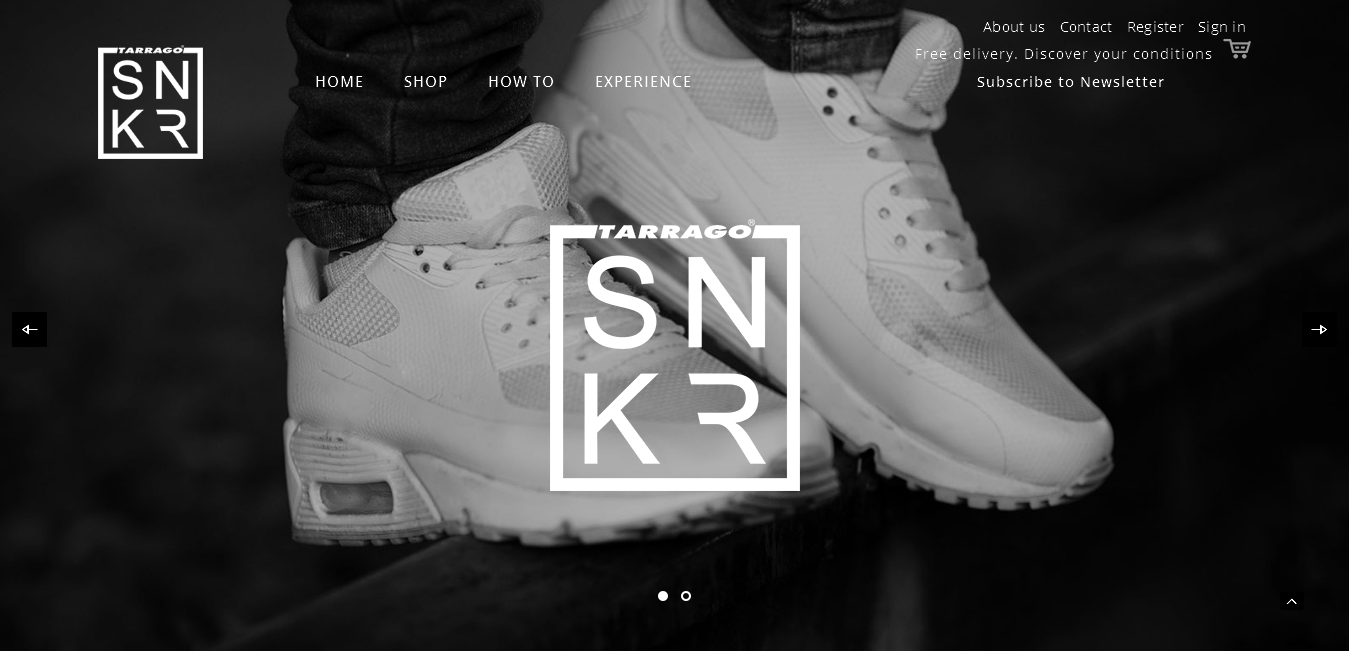 About us Contact Register Sign in
Free delivery. Discover your conditions
TARRAGO
SN
KR
HOME SHOP HOW TO EXPERIENCE
Subscribe to Newsletter
TARRAGO®
SN
KR